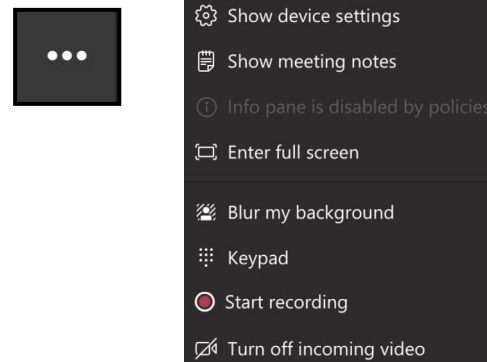 Show device settings
Show meeting notes
Info pane is disabled by policies
Enter full screen
Blur my background
Keypad
Start recording
Turn off incoming video